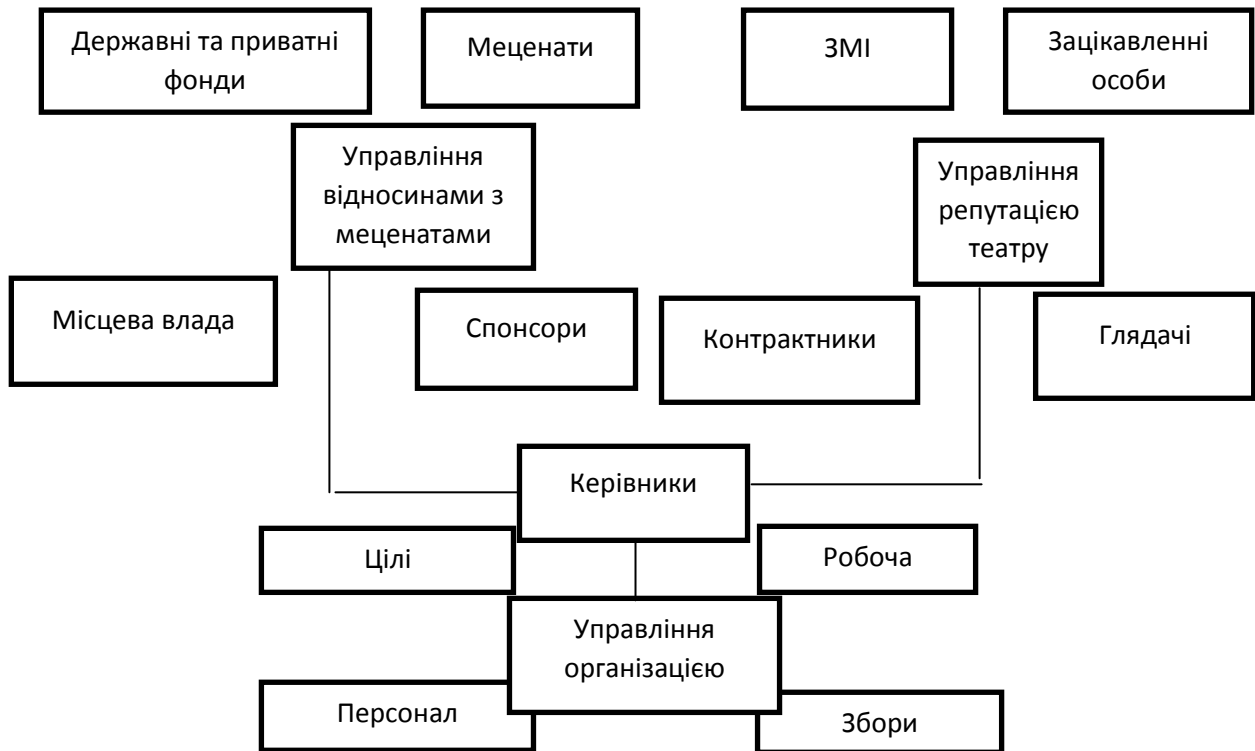 Державні та приватні
фонди
Меценати
ЗМІ
Зацікавленні
особи
Управління
відносинами з
меценатами
Управління
репутацією
театру
Місцева влада
Спонсори
Контрактники
Глядачі
Керівники
Цілі
Робоча
Управління
організацією
Персонал
Збори